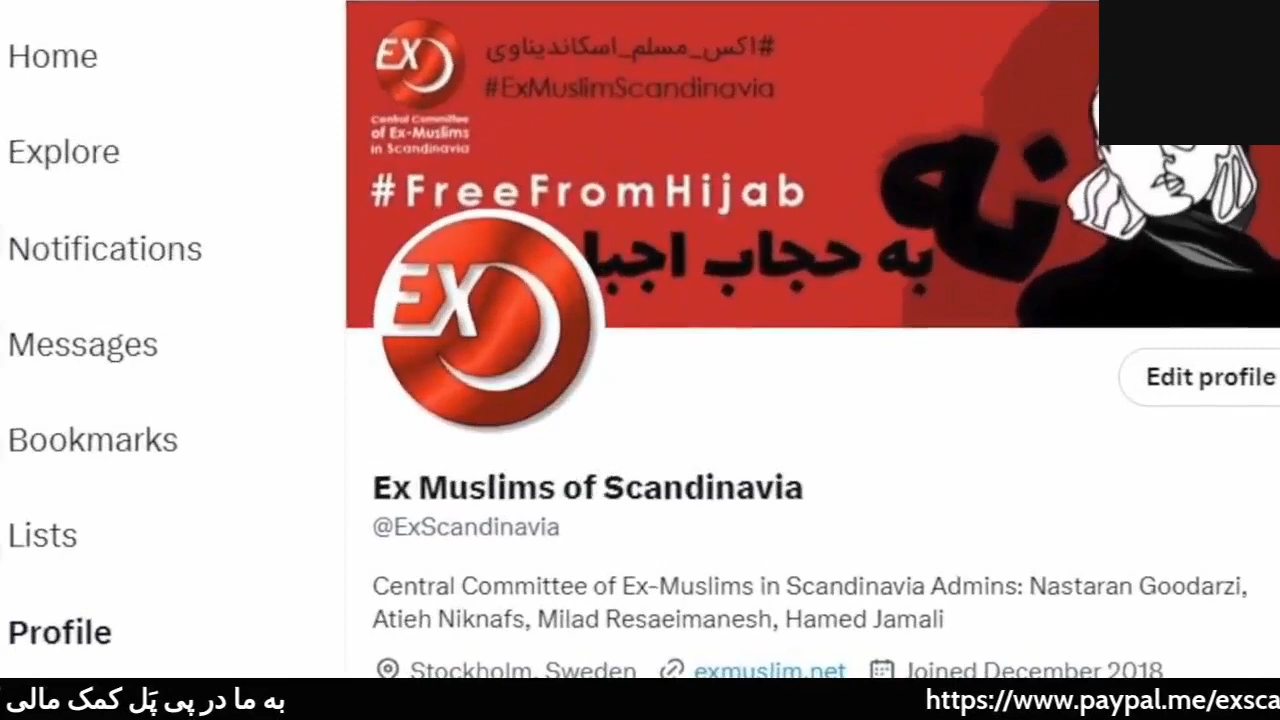 Home
Explore
Notifications
Messages
Bookmarks
Lists
Profile
EX
Central Committee
of Ex-Muslims
in Scandinavia
#اکس_مسلم_اسکاندیناوی
#ExMuslimScandinavia
#FreeFromHijab
نه
به حجاب
EX
Edit profile
Ex Muslims of Scandinavia
@ExScandinavia
Central Committee of Ex-Muslims in Scandinavia Admins: Nastaran Goodarzi,
Atieh Niknafs, Milad Resaeimanesh, Hamed Jamali
Stockholm, Sweden exmuslim.net Joined December 2018
به ما در پی پَل کمک مالی
https://www.paypal.me/exsca